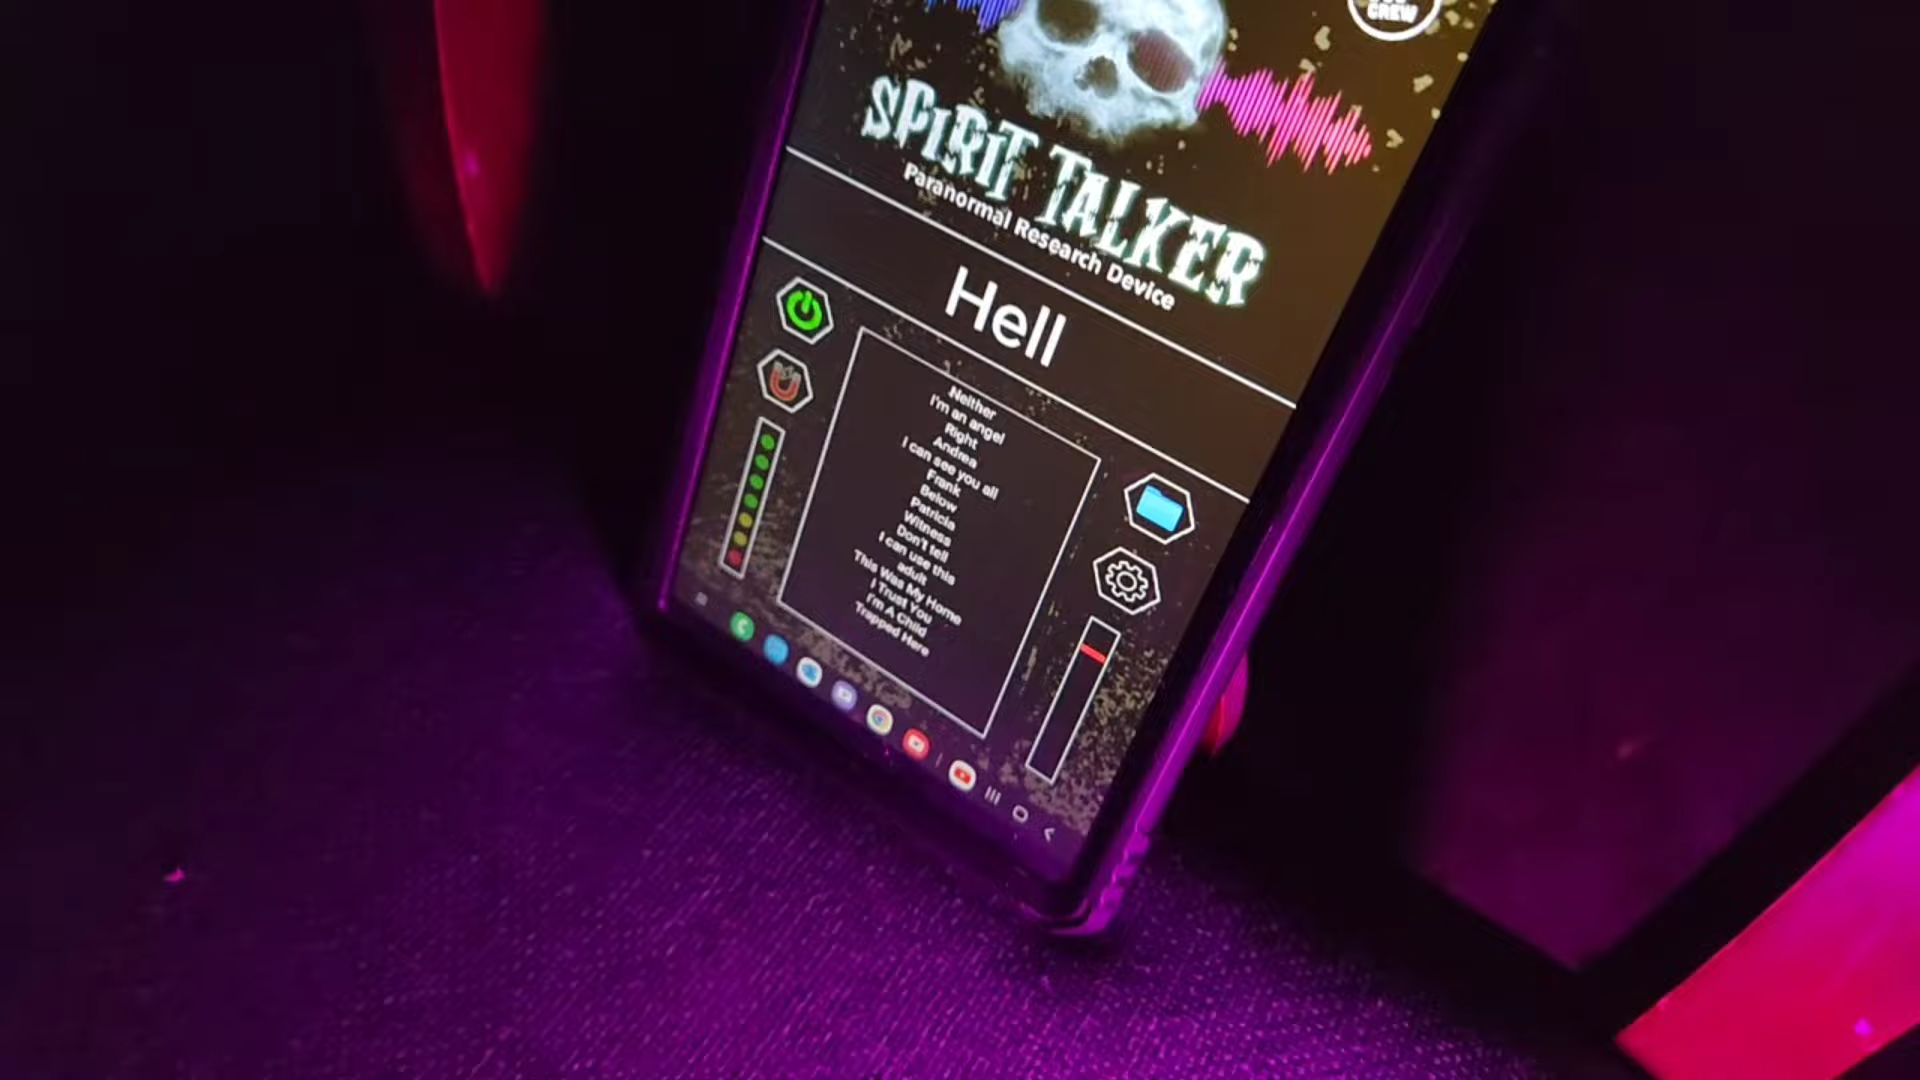 CREW
SPIRIT TALKER
Paranormal Research Device
Hell
Neither
I'm an angel
Right
Andrea
I can see you all
Frank
Below
Patricia
Witness
Don't tell
I can use this
adult
This Was My Home
I Trust You
I'm A Child
Trapped Here